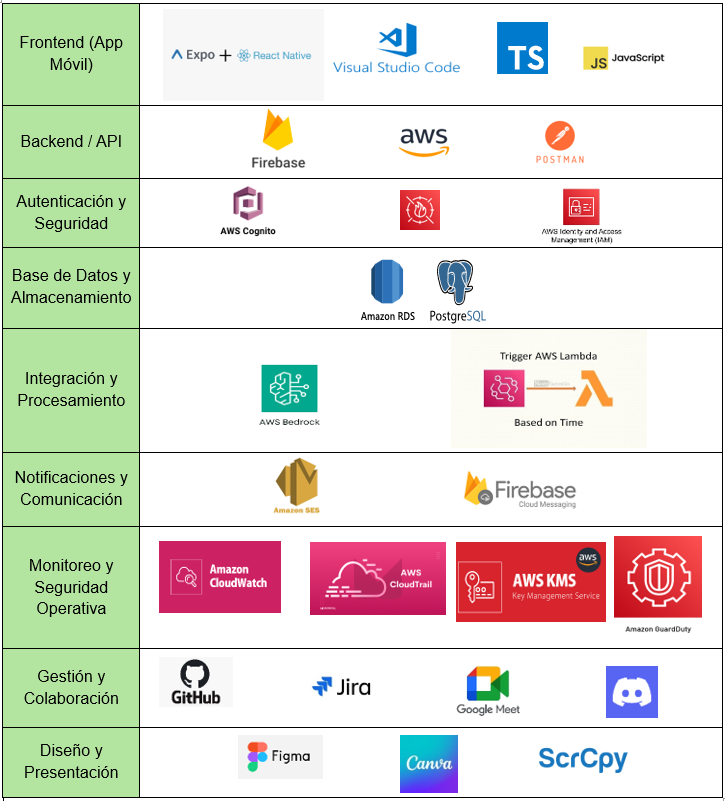 Frontend (App
Móvil)
Expo + React Native
Visual Studio Code
TS
JS JavaScript
Backend / API
Firebase
aws
POSTMAN
Autenticación y
Seguridad
AWS Cognito
AWS Identity and Access
Management (IAM)
Base de Datos y
Almacenamiento
Amazon RDS
PostgreSQL
Integración y
Procesamiento
AWS Bedrock
Trigger AWS Lambda
Based on Time
Notificaciones y
Comunicación
Amazon SES
Firebase
Cloud Messaging
Monitoreo y
Seguridad
Operativa
Amazon
CloudWatch
AWS
CloudTrail
aws
AWS KMS
Key Management Service
Amazon GuardDuty
Gestión y
Colaboración
GitHub
Jira
Google Meet
Diseño y
Presentación
Figma
Canva
ScrCpy